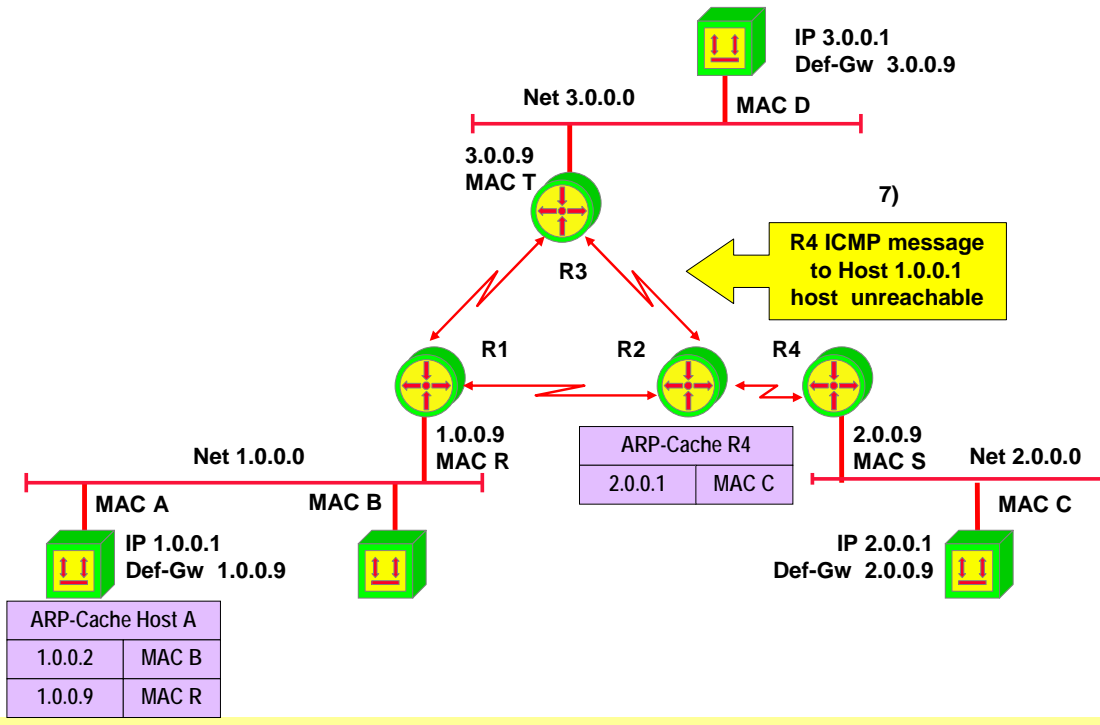 IP 3.0.0.1
Def-Gw 3.0.0.9
Net 3.0.0.0
MAC D
3.0.0.9
MAC T
7)
R4 ICMP message
to Host 1.0.0.1
host unreachable
R3
R1
R2
R4
1.0.0.9
MAC R
Net 1.0.0.0
ARP-Cache R4
2.0.0.1 MAC C
2.0.0.9
MAC S
Net 2.0.0.0
MAC A
MAC B
MAC C
IP 1.0.0.1
Def-Gw 1.0.0.9
IP 2.0.0.1
Def-Gw 2.0.0.9
ARP-Cache Host A
1.0.0.2 MAC B
1.0.0.9 MAC R